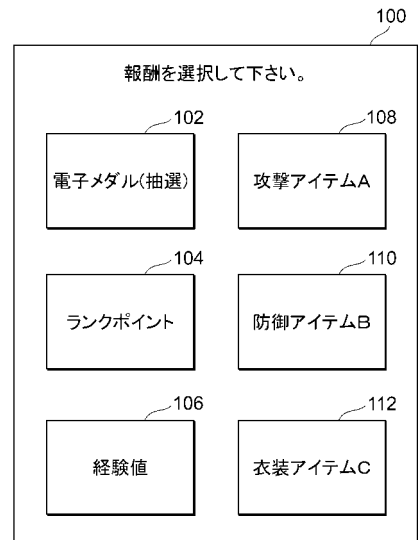 100
報酬を選択して下さい。
102
108
電子メダル(抽選)
攻撃アイテムA
104
110
ランクポイント
防御アイテムB
106
112
経験値
衣装アイテムC